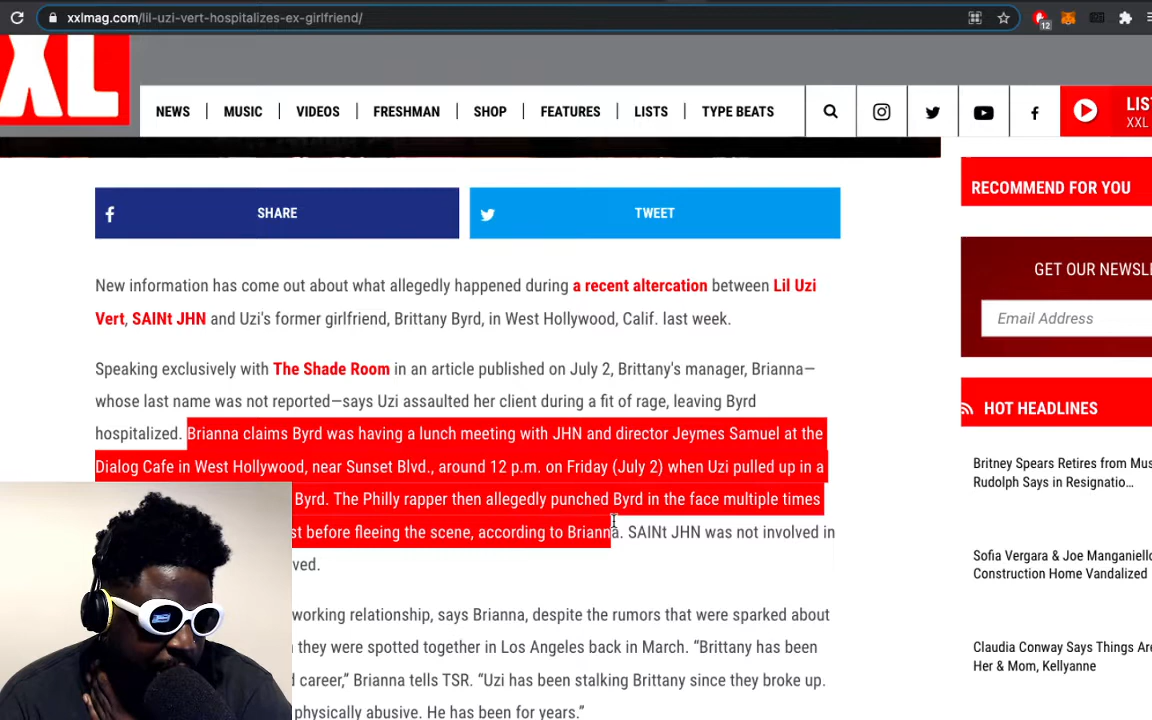 xxlmag.com/lil-uzi-vert-hospitalizes-ex-girlfriend/
12
XL
NEWS
MUSIC
VIDEOS
FRESHMAN
SHOP
FEATURES
LISTS
TYPE BEATS
LIS
XXL
SHARE
TWEET
New information has come out about what allegedly happened during a recent altercation between Lil Uzi
Vert, SAINt JHN and Uzi's former girlfriend, Brittany Byrd, in West Hollywood, Calif. last week.
Speaking exclusively with The Shade Room in an article published on July 2, Brittany's manager, Brianna—
whose last name was not reported—says Uzi assaulted her client during a fit of rage, leaving Byrd
hospitalized. Brianna claims Byrd was having a lunch meeting with JHN and director Jeymes Samuel at the
Dialog Cafe in West Hollywood, near Sunset Blvd., around 12 p.m. on Friday (July 2) when Uzi pulled up in a
Byrd. The Philly rapper then allegedly punched Byrd in the face multiple times
st before fleeing the scene, according to Brianna. SAINt JHN was not involved in
ved.
working relationship, says Brianna, despite the rumors that were sparked about
they were spotted together in Los Angeles back in March. “Brittany has been
career,” Brianna tells TSR. “Uzi has been stalking Brittany since they broke up.
physically abusive. He has been for years.”
RECOMMEND FOR YOU
GET OUR NEWSL
Email Address
HOT HEADLINES
Britney Spears Retires from Mus
Rudolph Says in Resignatio...
Sofia Vergara & Joe Manganiello
Construction Home Vandalized
Claudia Conway Says Things Are
Her & Mom, Kellyanne